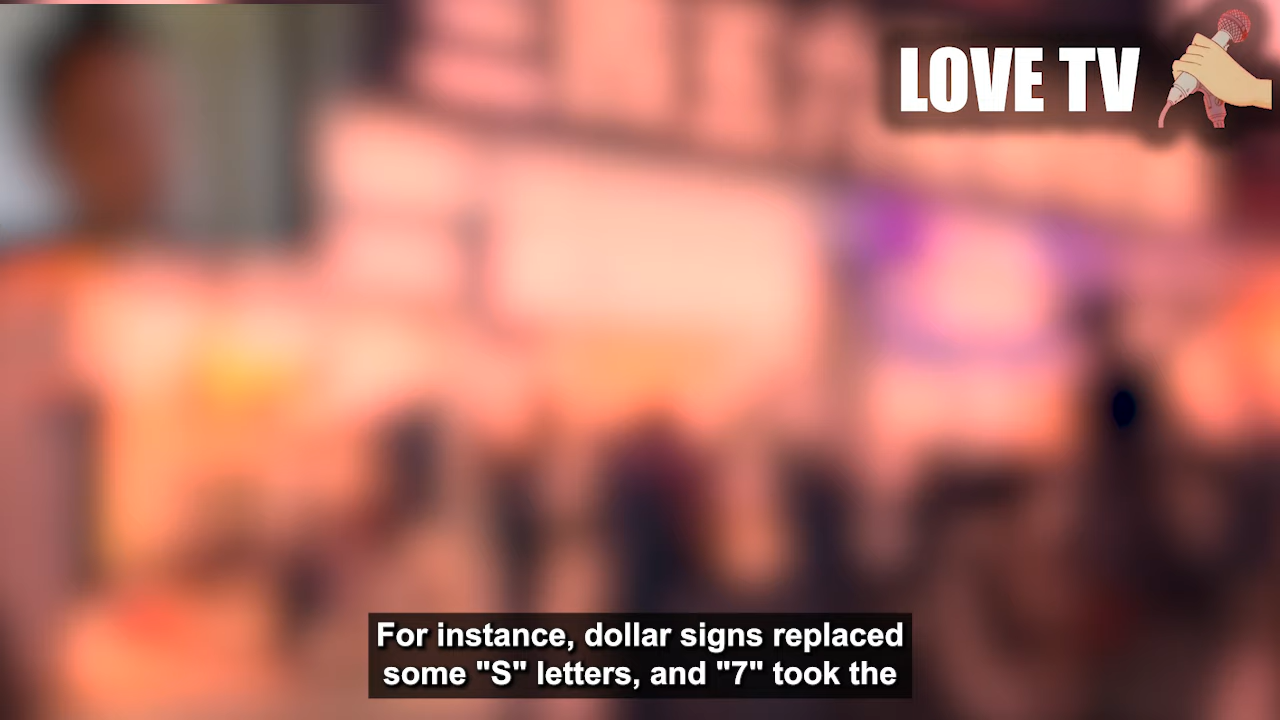 LOVE TV
For instance, dollar signs replaced
some "S" letters, and "7" took the